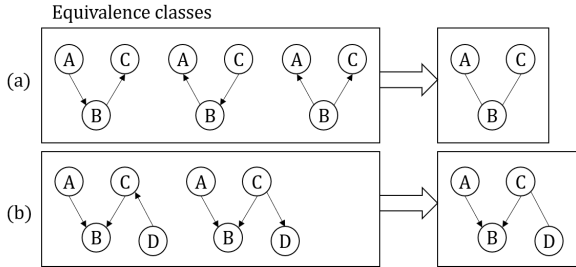 Equivalence classes
(a)
A C A C A C A C
B B B B
(b)
A C A C A C
B D B D B D